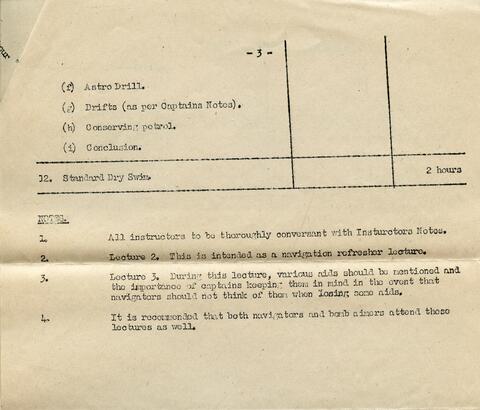 our
- 3 -
(f) Astro Drill.
(g) Drifts (as per Captains Notes).
(h) Conserving petrol.
(i) Conclusion.
12. Standard Dry Swim. 2 hours
NOTES.
1. All instructors to be thoroughly conversant with Insturctors Notes.
2. Lecture 2. This is intended as a navigation refresher lecture.
3. Lecture 3. During this lecture, various aids should be mentioned and
the importance of captains keeping them in mind in the event that
navigators should not think of them when losing some aids.
4. It is recommended that both navigators and bomb aimers attend these
lectures as well.